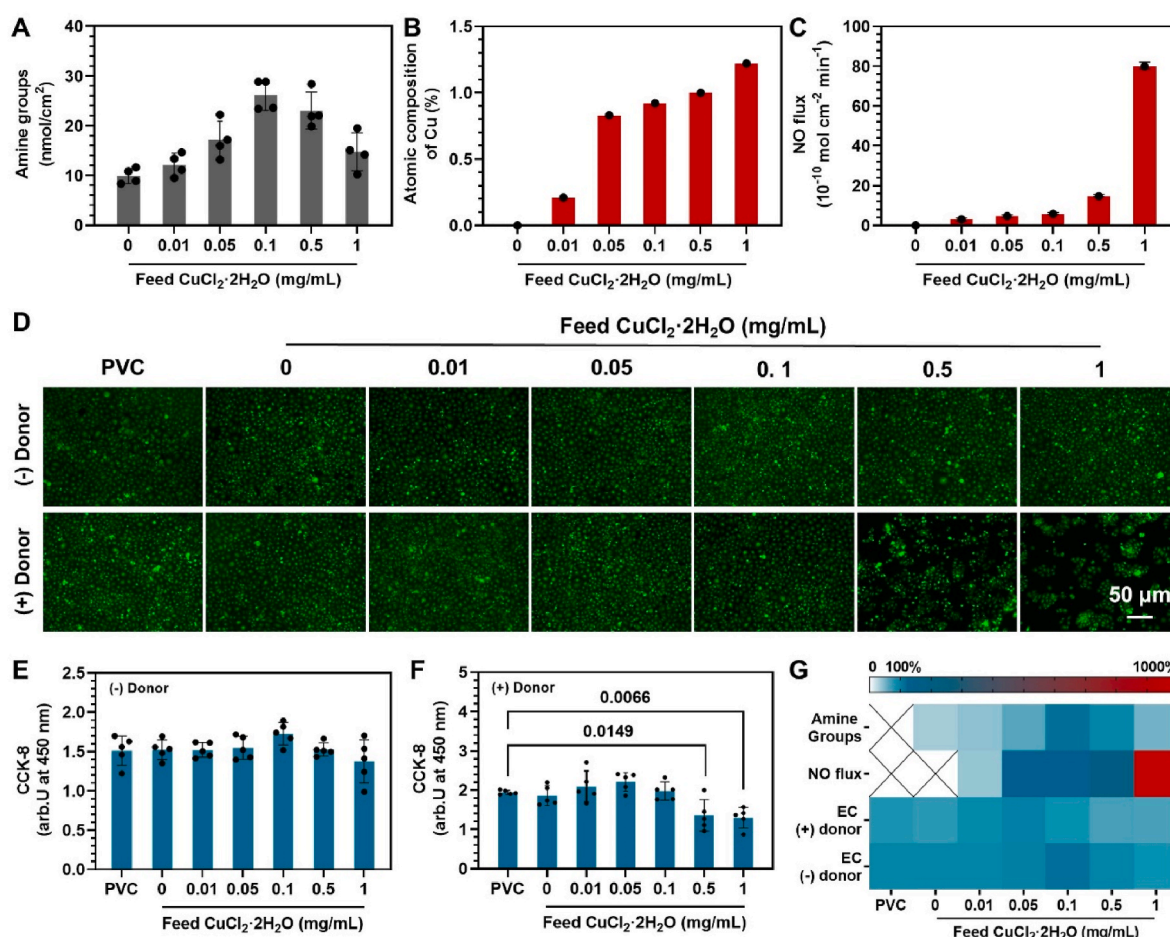 A
Amine groups
(nmol/cm²)
40
30
20
10
0
0 0.01 0.05 0.1 0.5 1
Feed CuCl₂·2H₂O (mg/mL)
B
Atomic composition
of Cu (%)
1.5
1.0
0.5
0.0
0 0.01 0.05 0.1 0.5 1
Feed CuCl₂·2H₂O (mg/mL)
C
NO flux
(10⁻¹⁰ mol cm⁻² min⁻¹)
100
80
60
40
20
0
0 0.01 0.05 0.1 0.5 1
Feed CuCl₂·2H₂O (mg/mL)
D
Feed CuCl₂·2H₂O (mg/mL)
PVC 0 0.01 0.05 0. 1 0.5 1
(-) Donor
(+) Donor
50 µm
E
(-) Donor
CCK-8
(arb.U at 450 nm)
2.5
2.0
1.5
1.0
0.5
0.0
PVC 0 0.01 0.05 0.1 0.5 1
Feed CuCl₂·2H₂O (mg/mL)
F
(+) Donor
CCK-8
(arb.U at 450 nm)
5
4
3
2
1
0
0.0066
0.0149
PVC 0 0.01 0.05 0.1 0.5 1
Feed CuCl₂·2H₂O (mg/mL)
G
0 100% 1000%
Amine
Groups
NO flux
EC
(+) donor
EC
(-) donor
PVC 0 0.01 0.05 0.1 0.5 1
Feed CuCl₂·2H₂O (mg/mL)